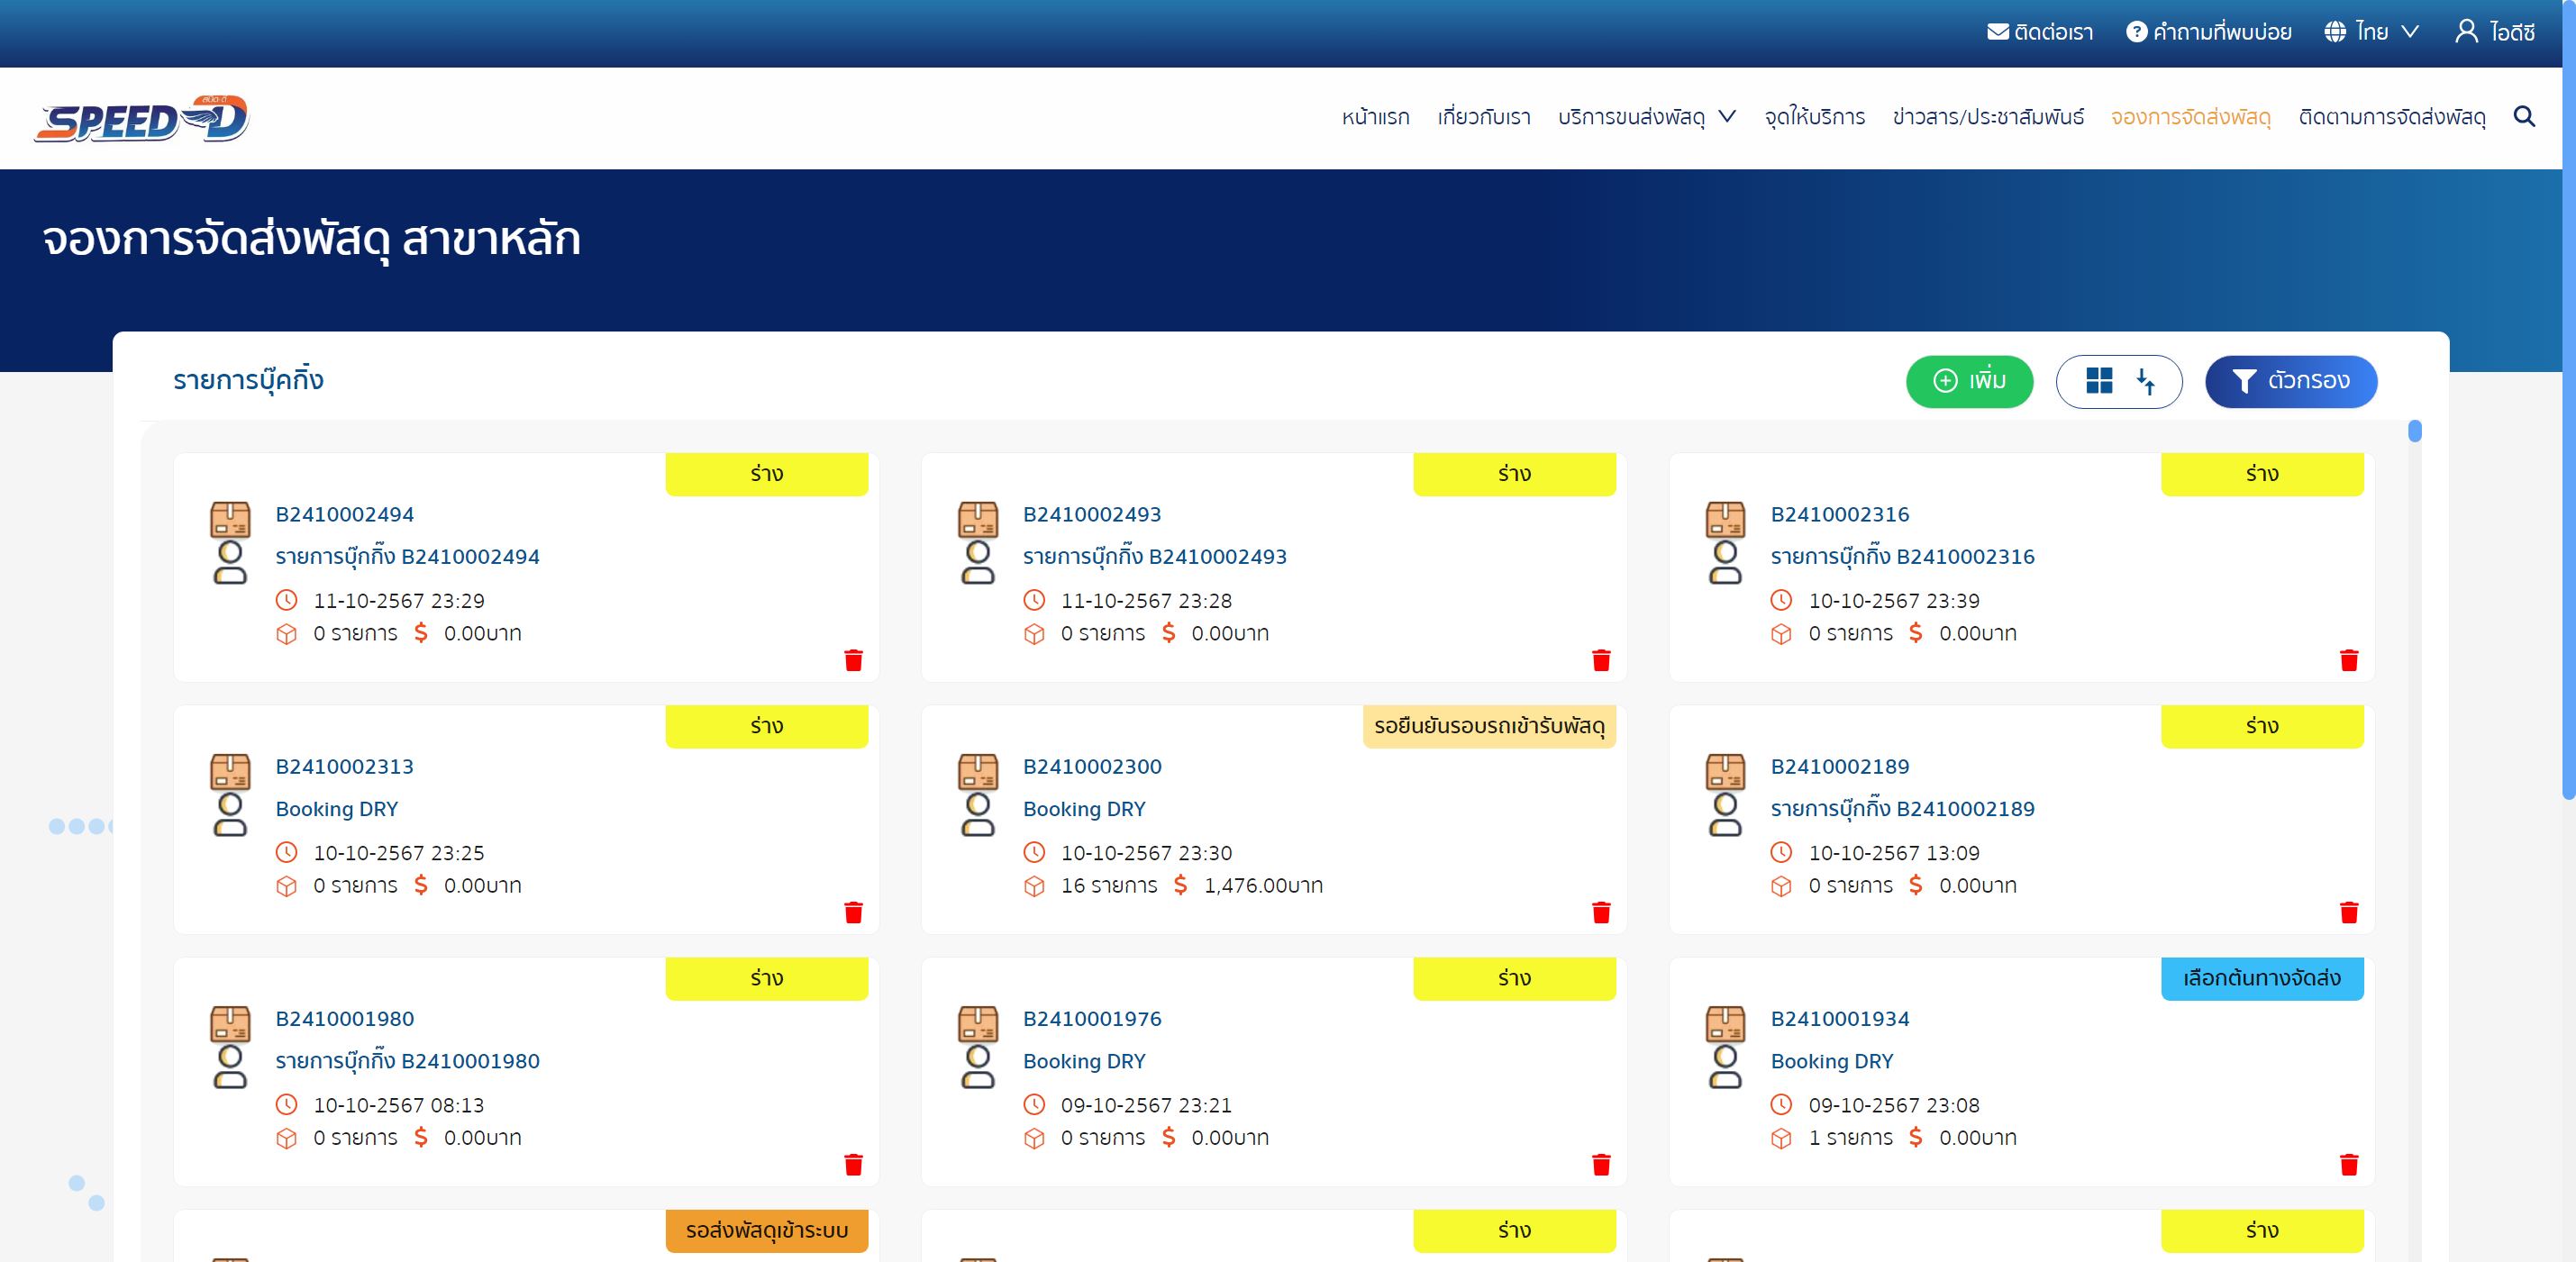 ติดต่อเรา คำถามที่พบบ่อย ไทย ไอดีซี
สปีด-ดี
SPEED-D
หน้าแรก เกี่ยวกับเรา บริการขนส่งพัสดุ จุดให้บริการ ข่าวสาร/ประชาสัมพันธ์ จองการจัดส่งพัสดุ ติดตามการจัดส่งพัสดุ
จองการจัดส่งพัสดุ สาขาหลัก
รายการบุ๊คกิ่ง
เพิ่ม
ตัวกรอง
ร่าง
B2410002494
รายการบุ๊กกิ๊ง B2410002494
11-10-2567 23:29
0 รายการ $ 0.00บาท
ร่าง
B2410002493
รายการบุ๊กกิ๊ง B2410002493
11-10-2567 23:28
0 รายการ $ 0.00บาท
ร่าง
B2410002316
รายการบุ๊กกิ๊ง B2410002316
10-10-2567 23:39
0 รายการ $ 0.00บาท
ร่าง
B2410002313
Booking DRY
10-10-2567 23:25
0 รายการ $ 0.00บาท
รอยืนยันรอบรถเข้ารับพัสดุ
B2410002300
Booking DRY
10-10-2567 23:30
16 รายการ $ 1,476.00บาท
ร่าง
B2410002189
รายการบุ๊กกิ๊ง B2410002189
10-10-2567 13:09
0 รายการ $ 0.00บาท
ร่าง
B2410001980
รายการบุ๊กกิ๊ง B2410001980
10-10-2567 08:13
0 รายการ $ 0.00บาท
ร่าง
B2410001976
Booking DRY
09-10-2567 23:21
0 รายการ $ 0.00บาท
เลือกต้นทางจัดส่ง
B2410001934
Booking DRY
09-10-2567 23:08
1 รายการ $ 0.00บาท
รอส่งพัสดุเข้าระบบ
ร่าง
ร่าง